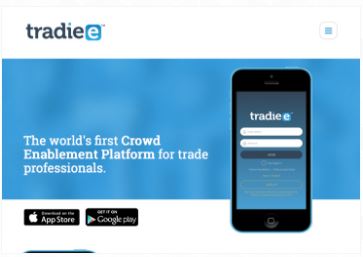 tradiee™
The world's first Crowd
Enablement Platform for trade
professionals.
Download on the
App Store
GET IT ON
Google play
tradiee